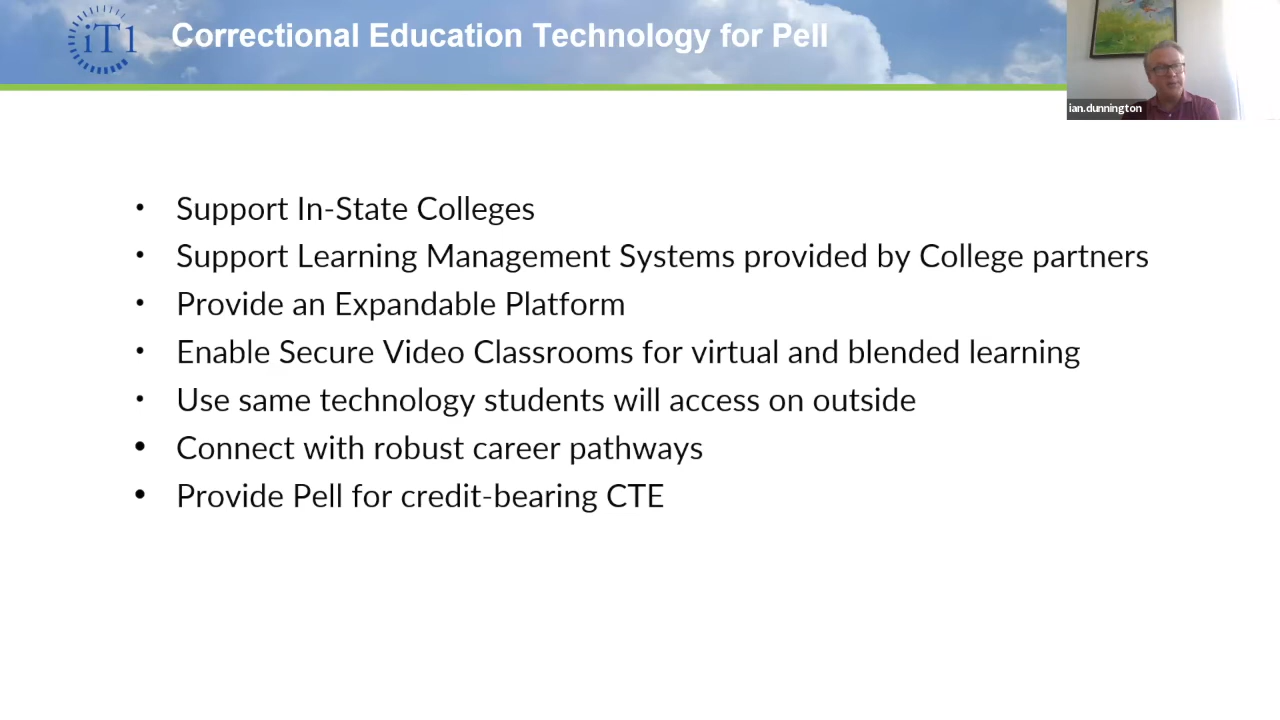 iT1
Correctional Education Technology for Pell
ian.dunnington
• Support In-State Colleges
• Support Learning Management Systems provided by College partners
• Provide an Expandable Platform
• Enable Secure Video Classrooms for virtual and blended learning
• Use same technology students will access on outside
• Connect with robust career pathways
• Provide Pell for credit-bearing CTE